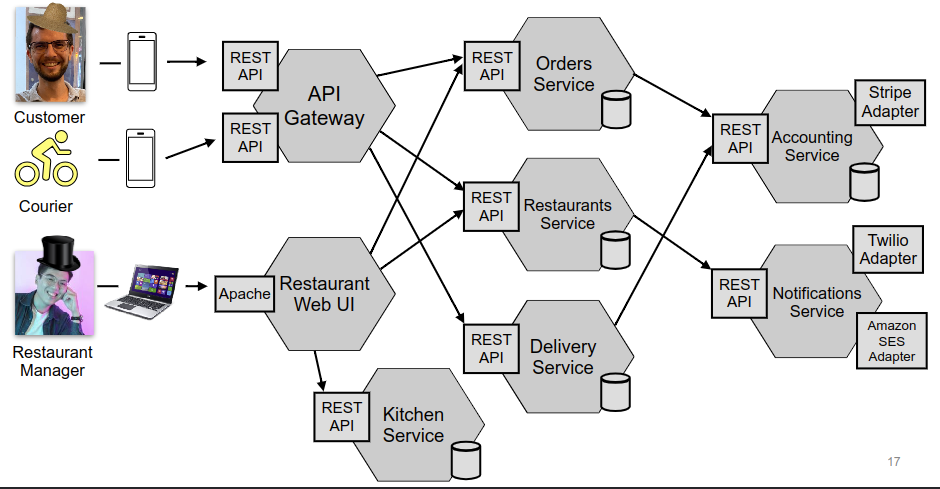 Customer
Courier
Restaurant
Manager
REST
API
REST
API
API
Gateway
Apache
Restaurant
Web UI
REST
API
Kitchen
Service
REST
API
Orders
Service
REST
API
Restaurants
Service
REST
API
Delivery
Service
REST
API
Accounting
Service
Stripe
Adapter
REST
API
Notifications
Service
Twilio
Adapter
Amazon
SES
Adapter
17